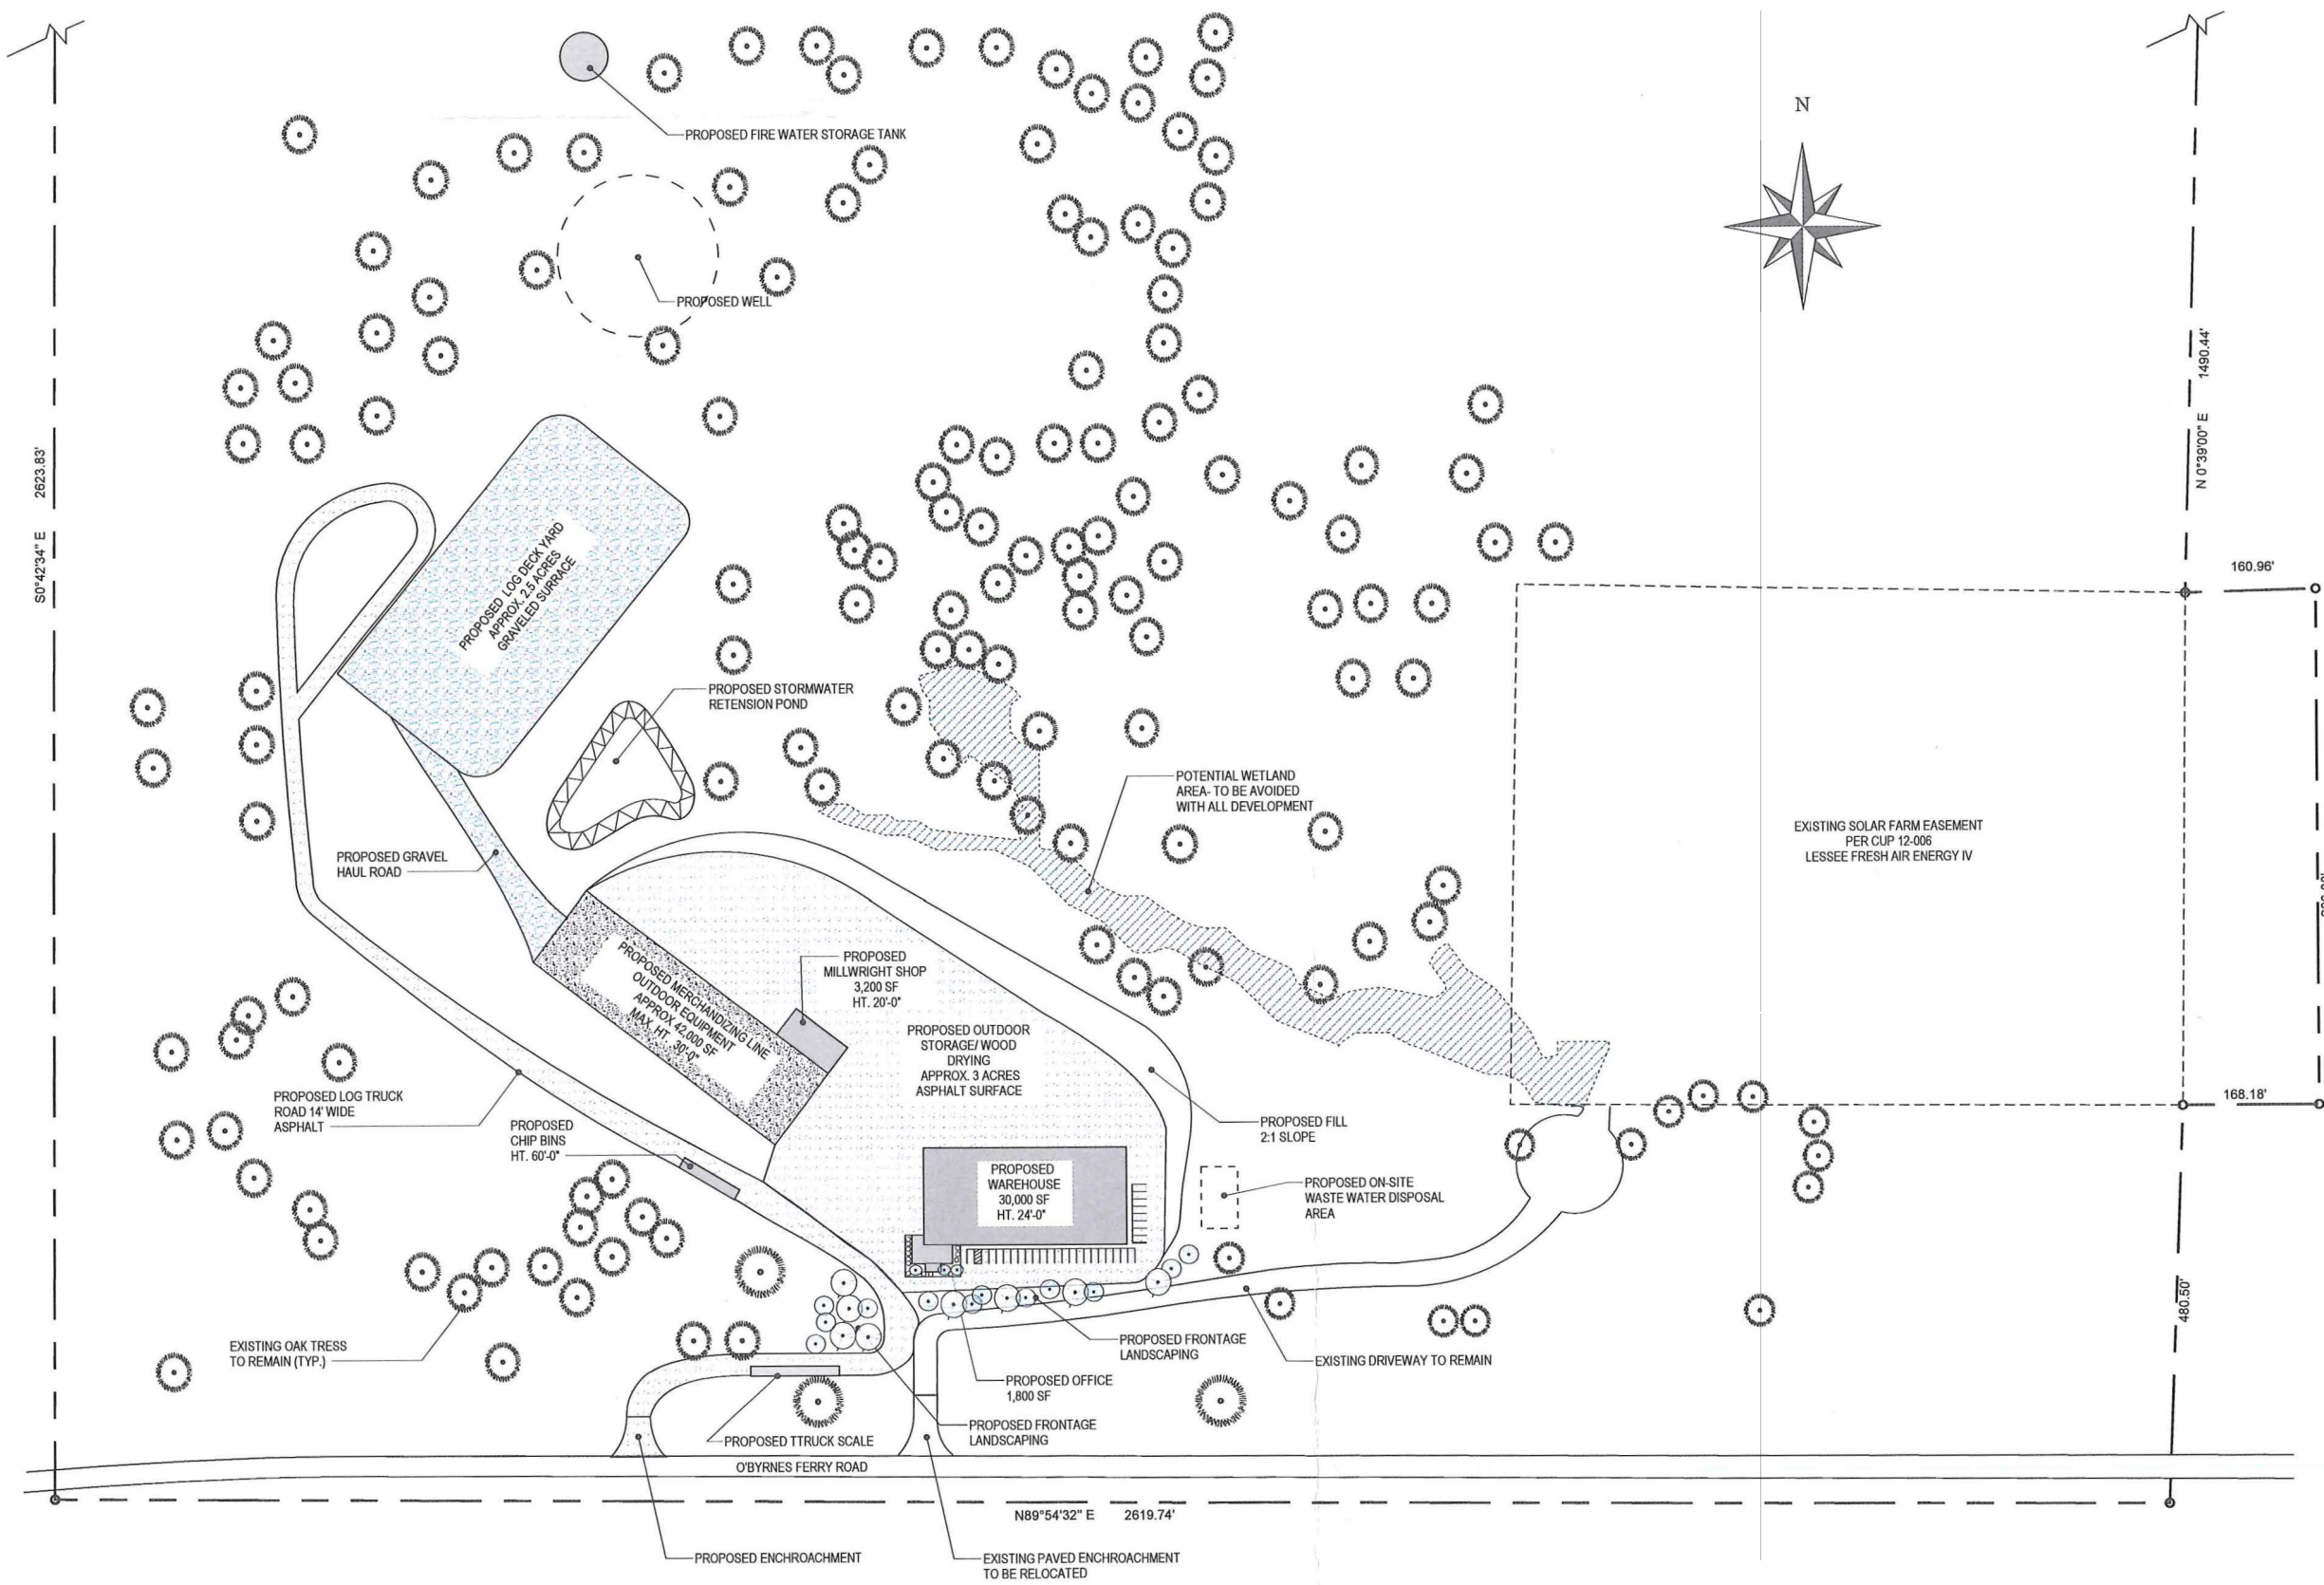 N
PROPOSED FIRE WATER STORAGE TANK
PROPOSED WELL
S0°42'34" E 2623.83'
N 0°39'00" E 1490.44'
PROPOSED LOG DECK YARD
APPROX. 2.5 ACRES
GRAVELED SURRACE
160.96'
PROPOSED STORMWATER
RETENSION POND
POTENTIAL WETLAND
AREA- TO BE AVOIDED
WITH ALL DEVELOPMENT
EXISTING SOLAR FARM EASEMENT
PER CUP 12-006
LESSEE FRESH AIR ENERGY IV
PROPOSED GRAVEL
HAUL ROAD
PROPOSED MERCHANDIZING LINE
OUTDOOR EQUIPMENT
APPROX 42,000 SF
MAX. HT. 30'-0"
PROPOSED
MILLWRIGHT SHOP
3,200 SF
HT. 20'-0"
PROPOSED OUTDOOR
STORAGE/ WOOD
DRYING
APPROX. 3 ACRES
ASPHALT SURFACE
PROPOSED LOG TRUCK
ROAD 14' WIDE
ASPHALT
PROPOSED
CHIP BINS
HT. 60'-0"
168.18'
PROPOSED FILL
2:1 SLOPE
PROPOSED
WAREHOUSE
30,000 SF
HT. 24'-0"
PROPOSED ON-SITE
WASTE WATER DISPOSAL
AREA
480.50'
EXISTING OAK TRESS
TO REMAIN (TYP.)
PROPOSED FRONTAGE
LANDSCAPING
EXISTING DRIVEWAY TO REMAIN
PROPOSED OFFICE
1,800 SF
PROPOSED FRONTAGE
LANDSCAPING
PROPOSED TTRUCK SCALE
O'BYRNES FERRY ROAD
N89°54'32" E 2619.74'
PROPOSED ENCHROACHMENT
EXISTING PAVED ENCHROACHMENT
TO BE RELOCATED